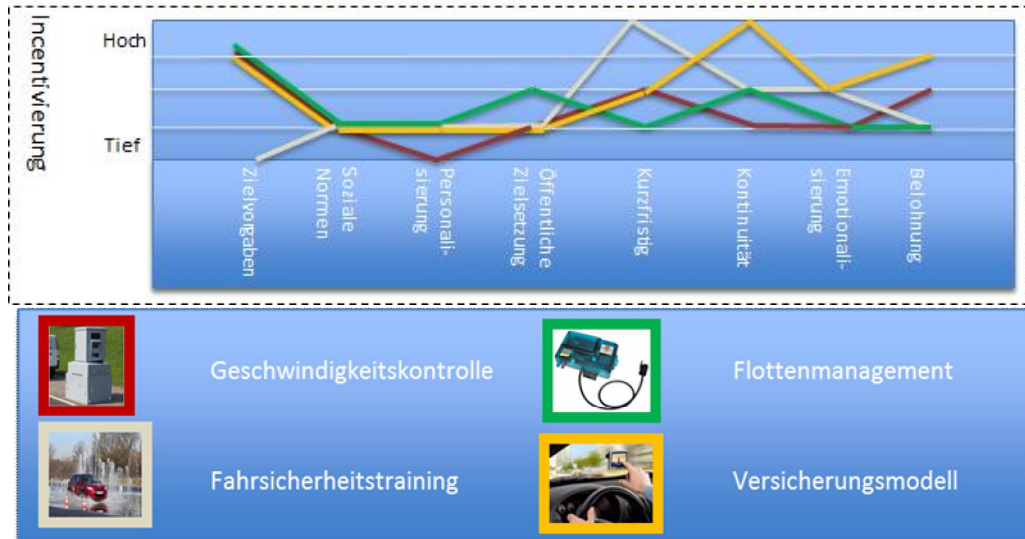 Incentivierung
Hoch
Tief
Zielvorgaben
Soziale
Normen
Personali-
sierung
Öffentliche
Zielsetzung
Kurzfristig
Kontinuität
Emotionali-
sierung
Belohnung
Geschwindigkeitskontrolle
Flottenmanagement
Fahrsicherheitstraining
Versicherungsmodell